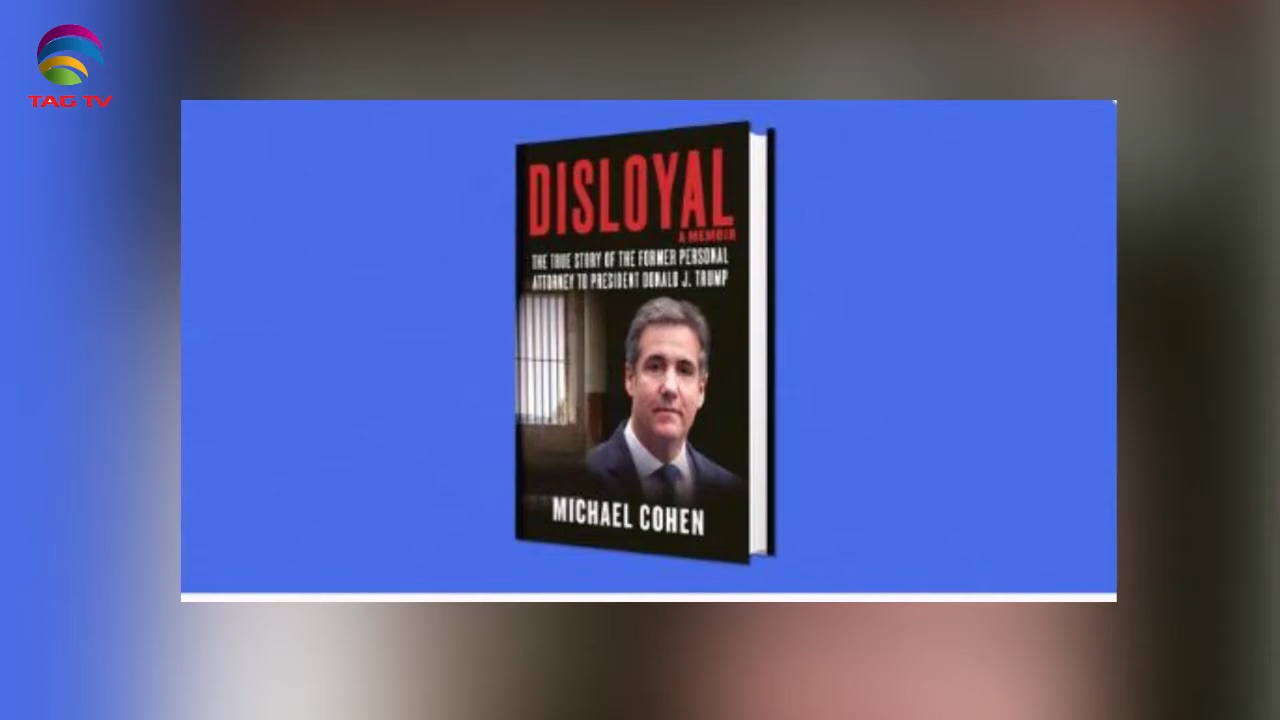 TAG TV
DISLOYAL
A MEMOIR
THE TRUE STORY OF THE FORMER PERSONAL
ATTORNEY TO PRESIDENT DONALD J. TRUMP
MICHAEL COHEN